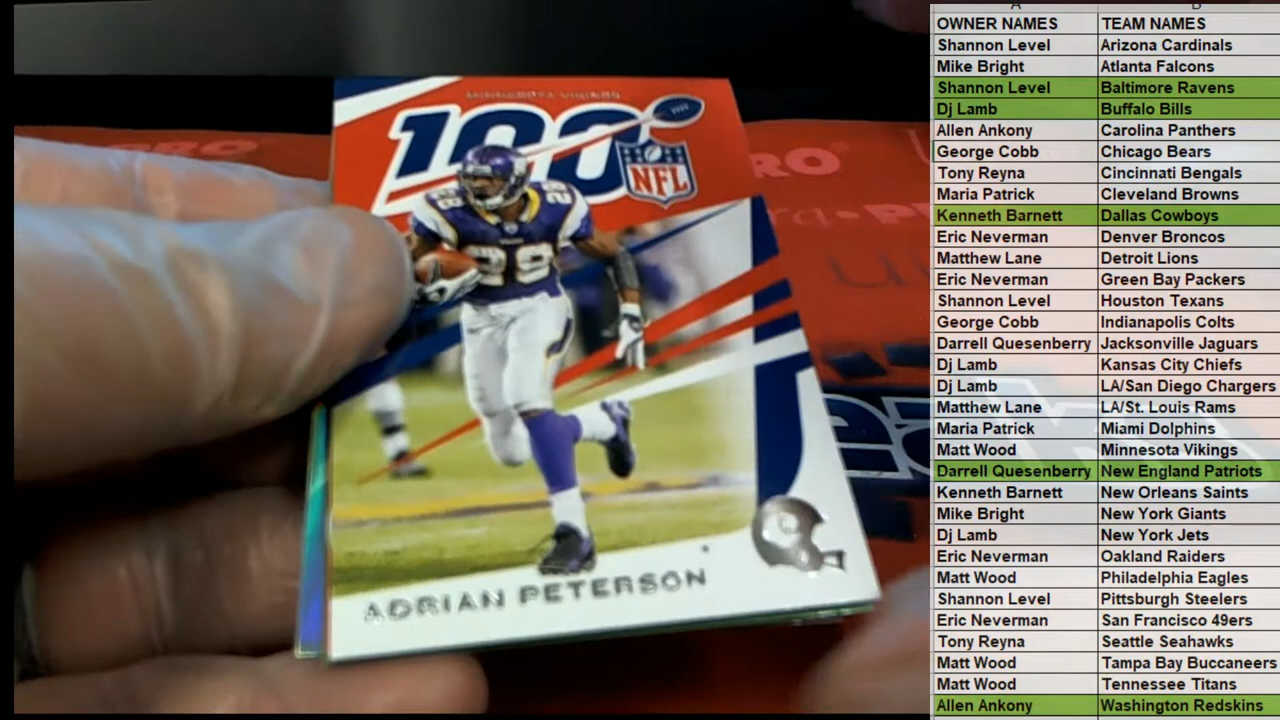 MINNESOTA VIKINGS
100
NFL
28
28
28
ADRIAN PETERSON
PRO
A B
OWNER NAMES TEAM NAMES
Shannon Level Arizona Cardinals
Mike Bright Atlanta Falcons
Shannon Level Baltimore Ravens
Dj Lamb Buffalo Bills
Allen Ankony Carolina Panthers
George Cobb Chicago Bears
Tony Reyna Cincinnati Bengals
Maria Patrick Cleveland Browns
Kenneth Barnett Dallas Cowboys
Eric Neverman Denver Broncos
Matthew Lane Detroit Lions
Eric Neverman Green Bay Packers
Shannon Level Houston Texans
George Cobb Indianapolis Colts
Darrell Quesenberry Jacksonville Jaguars
Dj Lamb Kansas City Chiefs
Dj Lamb LA/San Diego Chargers
Matthew Lane LA/St. Louis Rams
Maria Patrick Miami Dolphins
Matt Wood Minnesota Vikings
Darrell Quesenberry New England Patriots
Kenneth Barnett New Orleans Saints
Mike Bright New York Giants
Dj Lamb New York Jets
Eric Neverman Oakland Raiders
Matt Wood Philadelphia Eagles
Shannon Level Pittsburgh Steelers
Eric Neverman San Francisco 49ers
Tony Reyna Seattle Seahawks
Matt Wood Tampa Bay Buccaneers
Matt Wood Tennessee Titans
Allen Ankony Washington Redskins